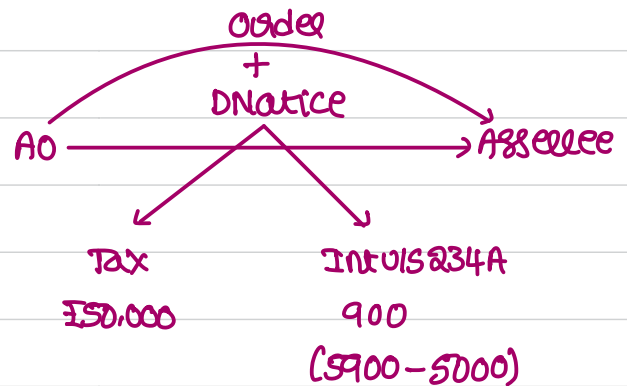 Order
+
DNotice
AO
Assessee
Tax
Int u/s 234A
₹50,000
900
(5900-5000)